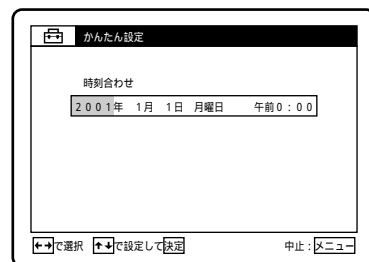 かんたん設定
時刻合わせ
2001年 1月 1日 月曜日 午前0:00
←→で選択 ↑↓で設定して決定 中止:メニュー